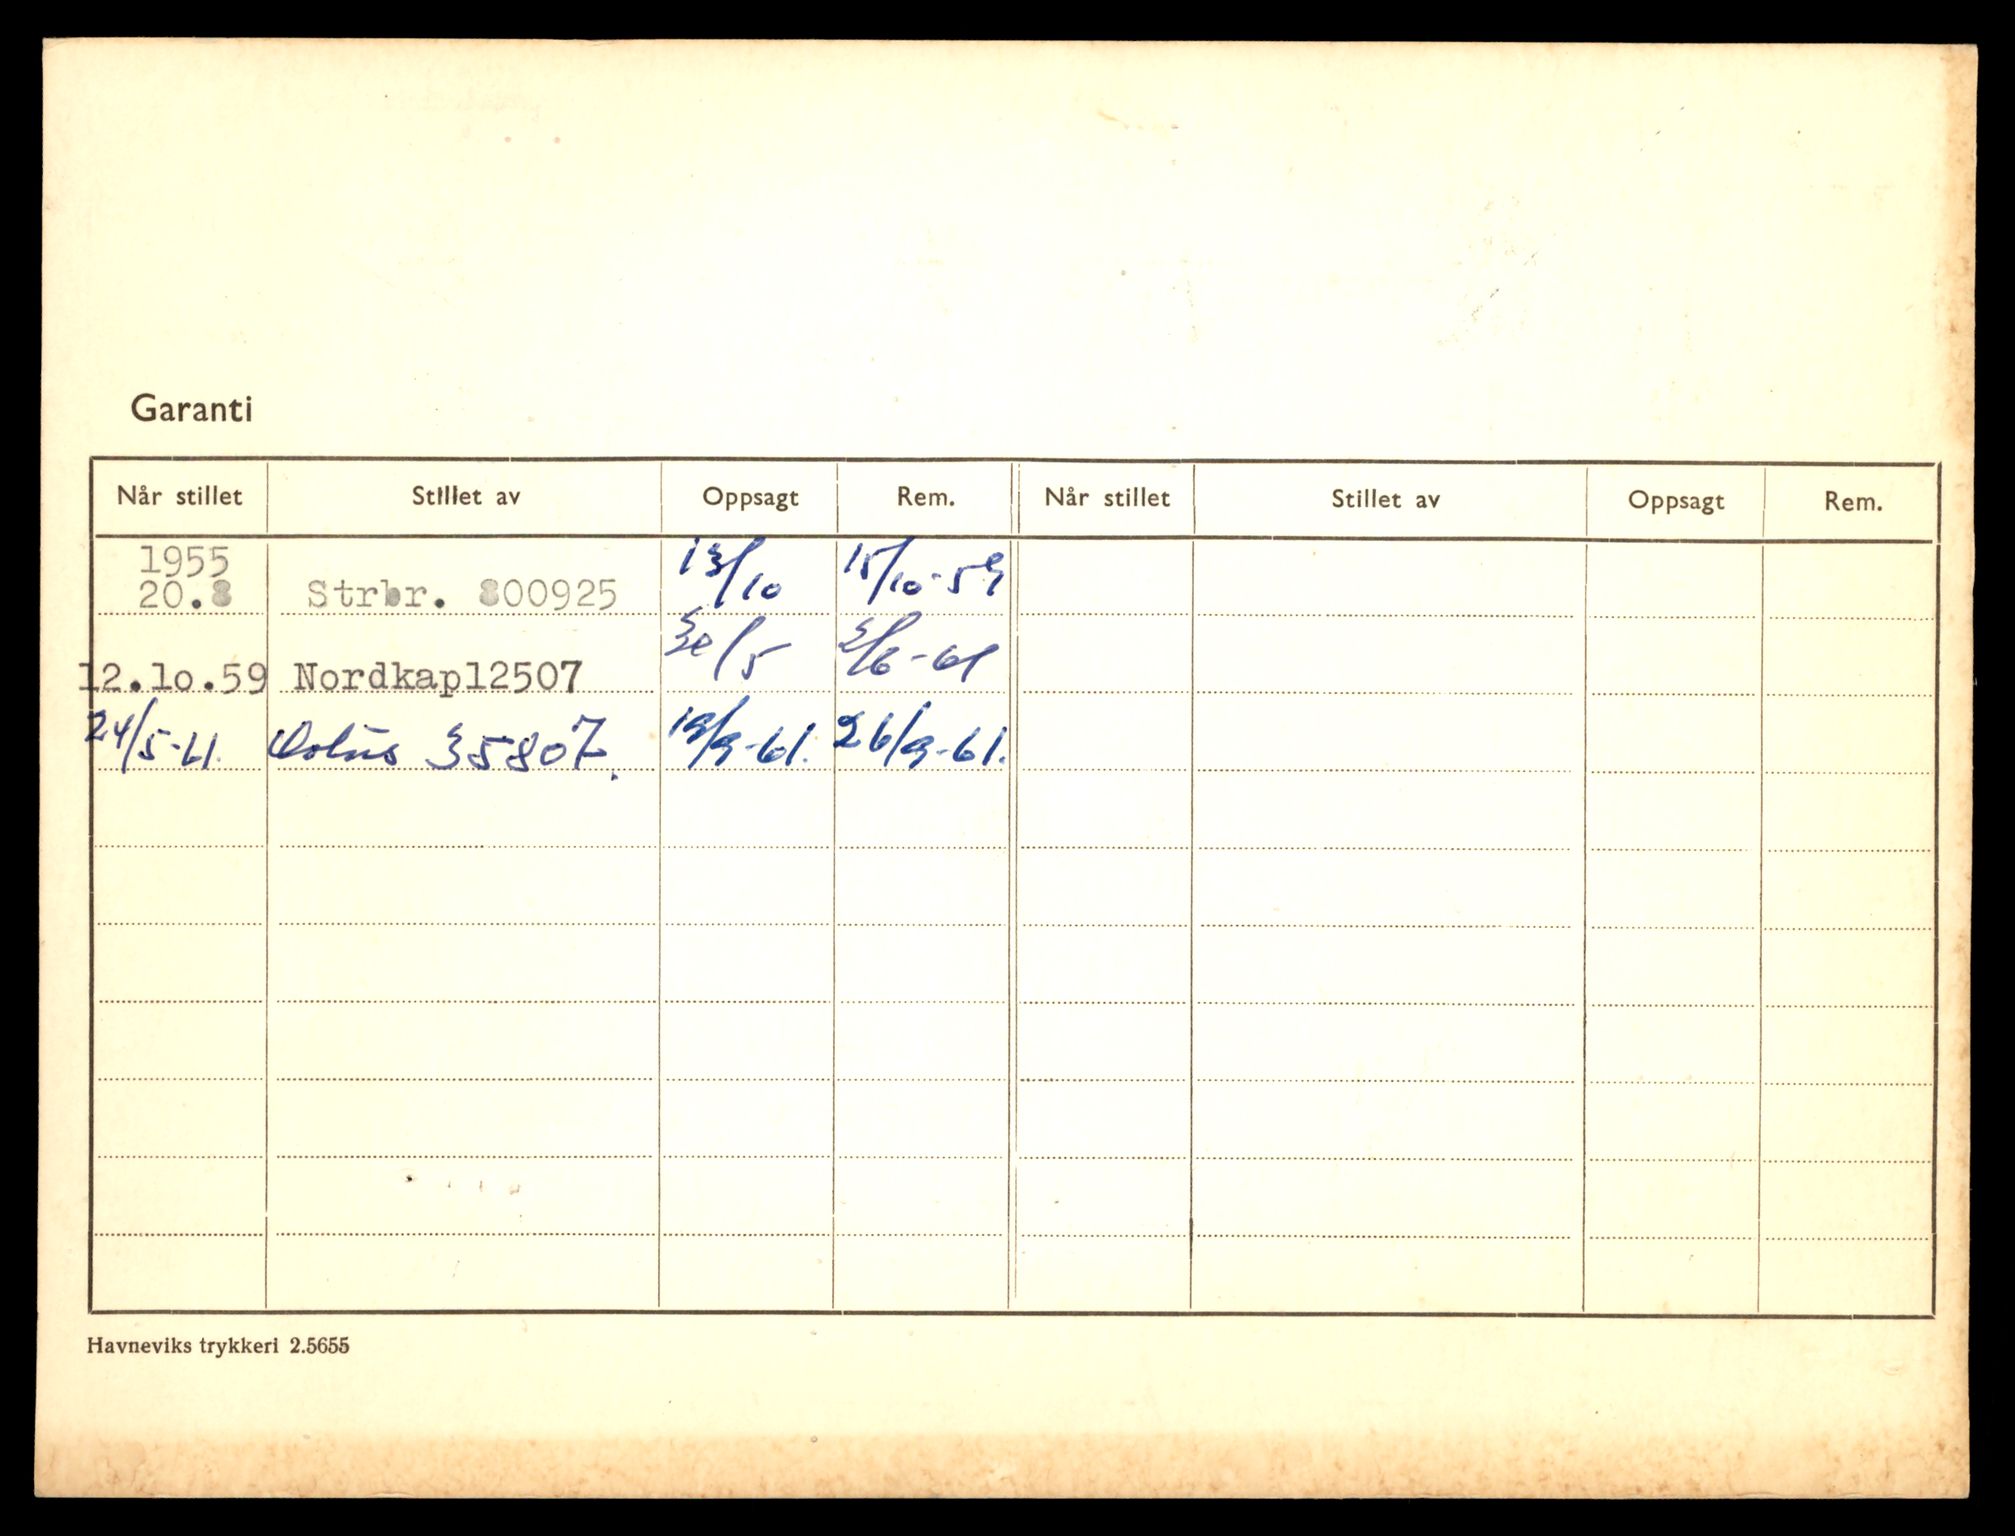 Garanti
Når stillet Stillet av Oppsagt Rem. Når stillet Stillet av Oppsagt Rem.
1955 13/10 15/10-59
20.8 Strbr. 800925
30/5 2/6-61
12.1o.59 Nordkap12507
24/5-61. 35807. 19/9-61. 26/9-61.
Havneviks trykkeri 2.5655